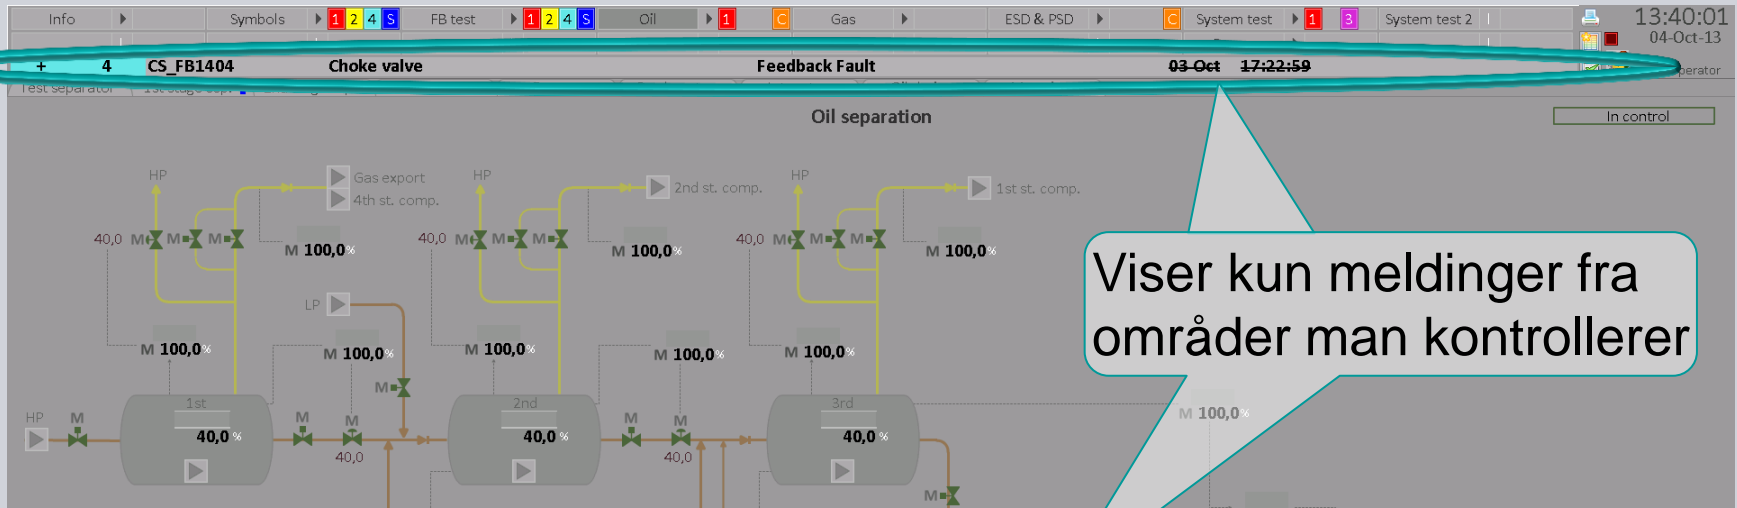 Info Symbols 1 2 4 S FB test 1 2 4 S Oil 1 C Gas ESD & PSD C System test 1 3 System test 2 13:40:01
04-Oct-13
+ 4 CS_FB1404 Choke valve Feedback Fault 03 Oct 17:22:59
Test separator
Oil separation In control
HP HP HP
Gas export 2nd st. comp. 1st st. comp.
4th st. comp.
40,0 M M M 40,0 M M M 40,0 M M M
M 100,0% M 100,0% M 100,0%
Viser kun meldinger fra
områder man kontrollerer
LP
M 100,0% M 100,0% M 100,0% M 100,0% M 100,0%
M
1st 2nd 3rd
HP M M M M M M 100,0%
40,0 % 40,0 % 40,0 %
40,0 40,0
M